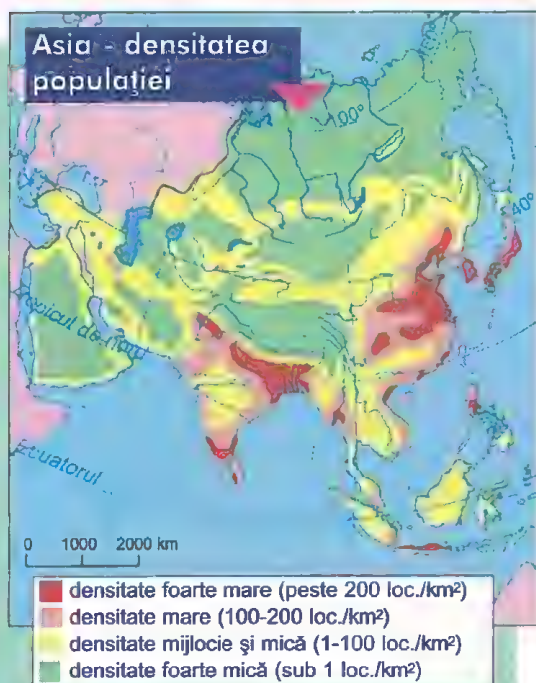 Asia - densitatea
populaţiei
100°
40°
Tropicul de nord
Ecuatorul
0 1000 2000 km
densitate foarte mare (peste 200 loc./km²)
densitate mare (100-200 loc./km²)
densitate mijlocie şi mică (1-100 loc./km²)
densitate foarte mică (sub 1 loc./km²)